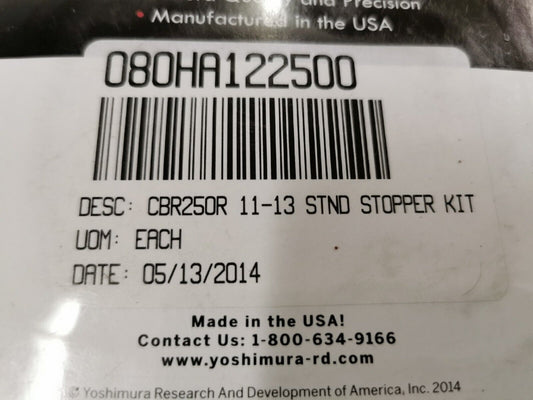 and Precision
• Manufactured in the USA
080HA122500
DESC: CBR250R 11-13 STND STOPPER KIT
UOM: EACH
DATE: 05/13/2014
Made in the USA!
Contact Us: 1-800-634-9166
www.yoshimura-rd.com
Yoshimura Research And Development of America, Inc. 2014